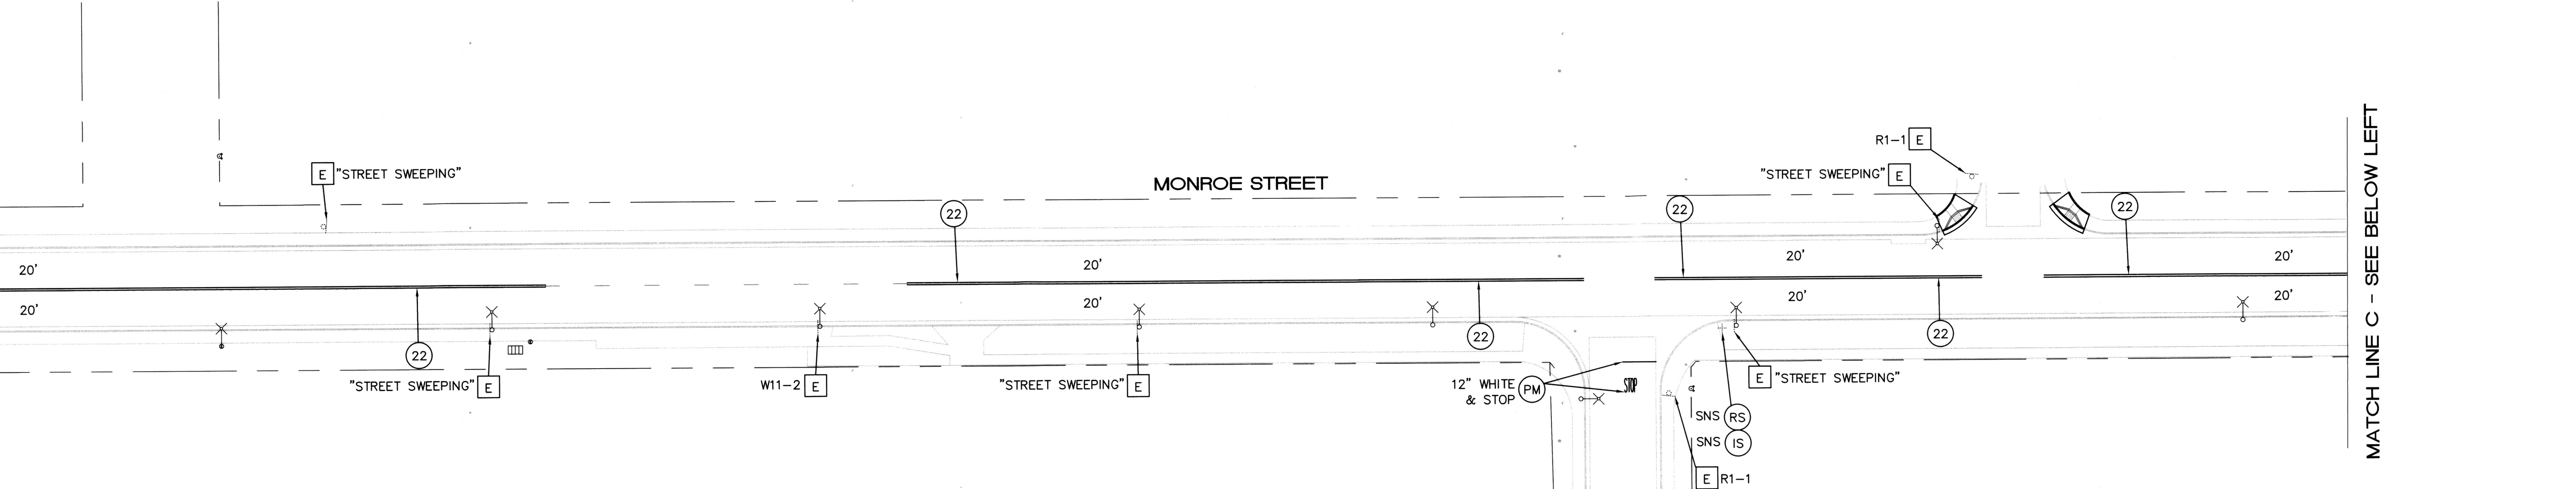 R1-1 E
E "STREET SWEEPING"
MONROE STREET
"STREET SWEEPING" E
22
22
22
20' 20' 20' 20'
20' 20' 20' 20'
22
22
22
"STREET SWEEPING" E
W11-2 E
"STREET SWEEPING" E
12" WHITE
& STOP
PM
STOP
E "STREET SWEEPING"
SNS RS
SNS IS
E R1-1
MATCH LINE C - SEE BELOW LEFT